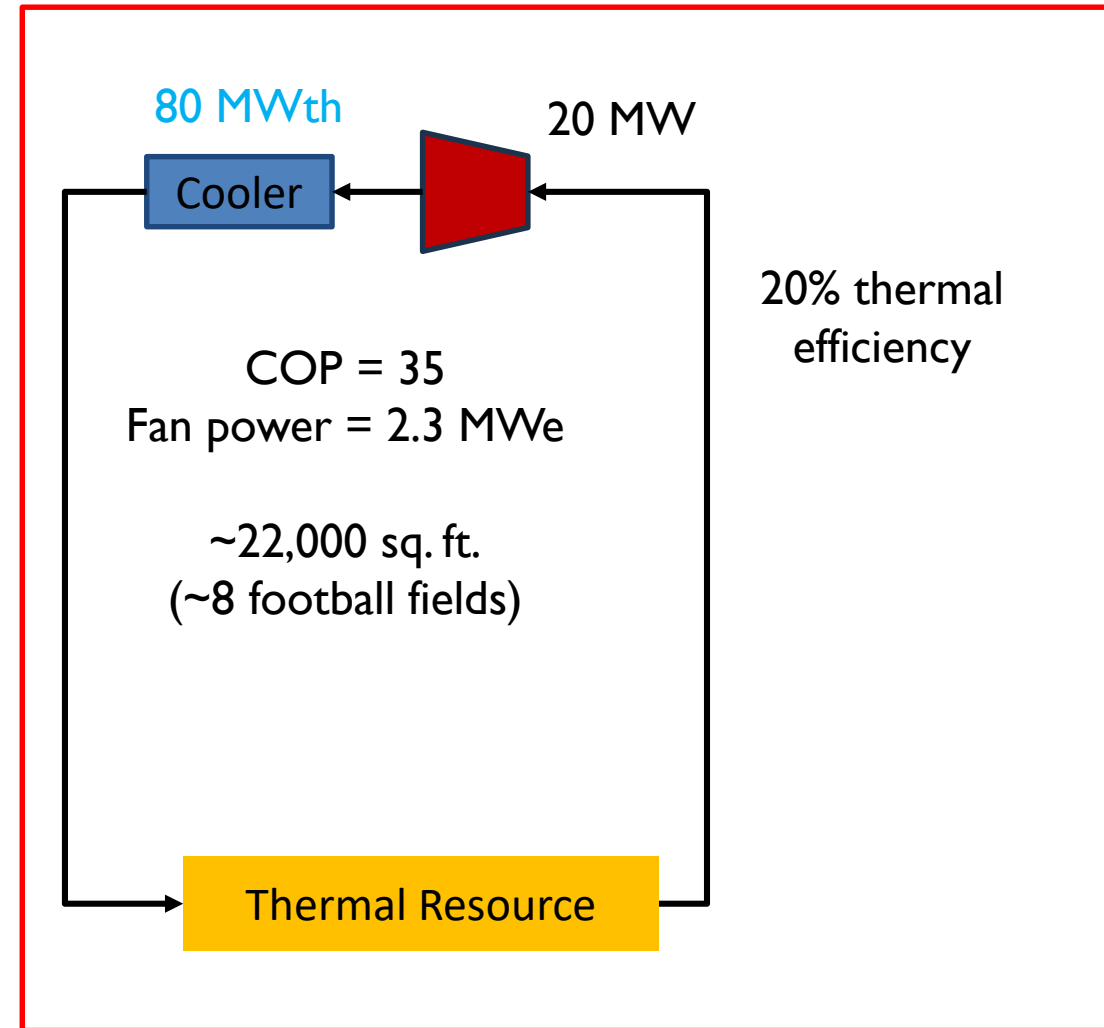 80 MWth
20 MW
Cooler
20% thermal
efficiency
COP = 35
Fan power = 2.3 MWe
~22,000 sq. ft.
(~8 football fields)
Thermal Resource